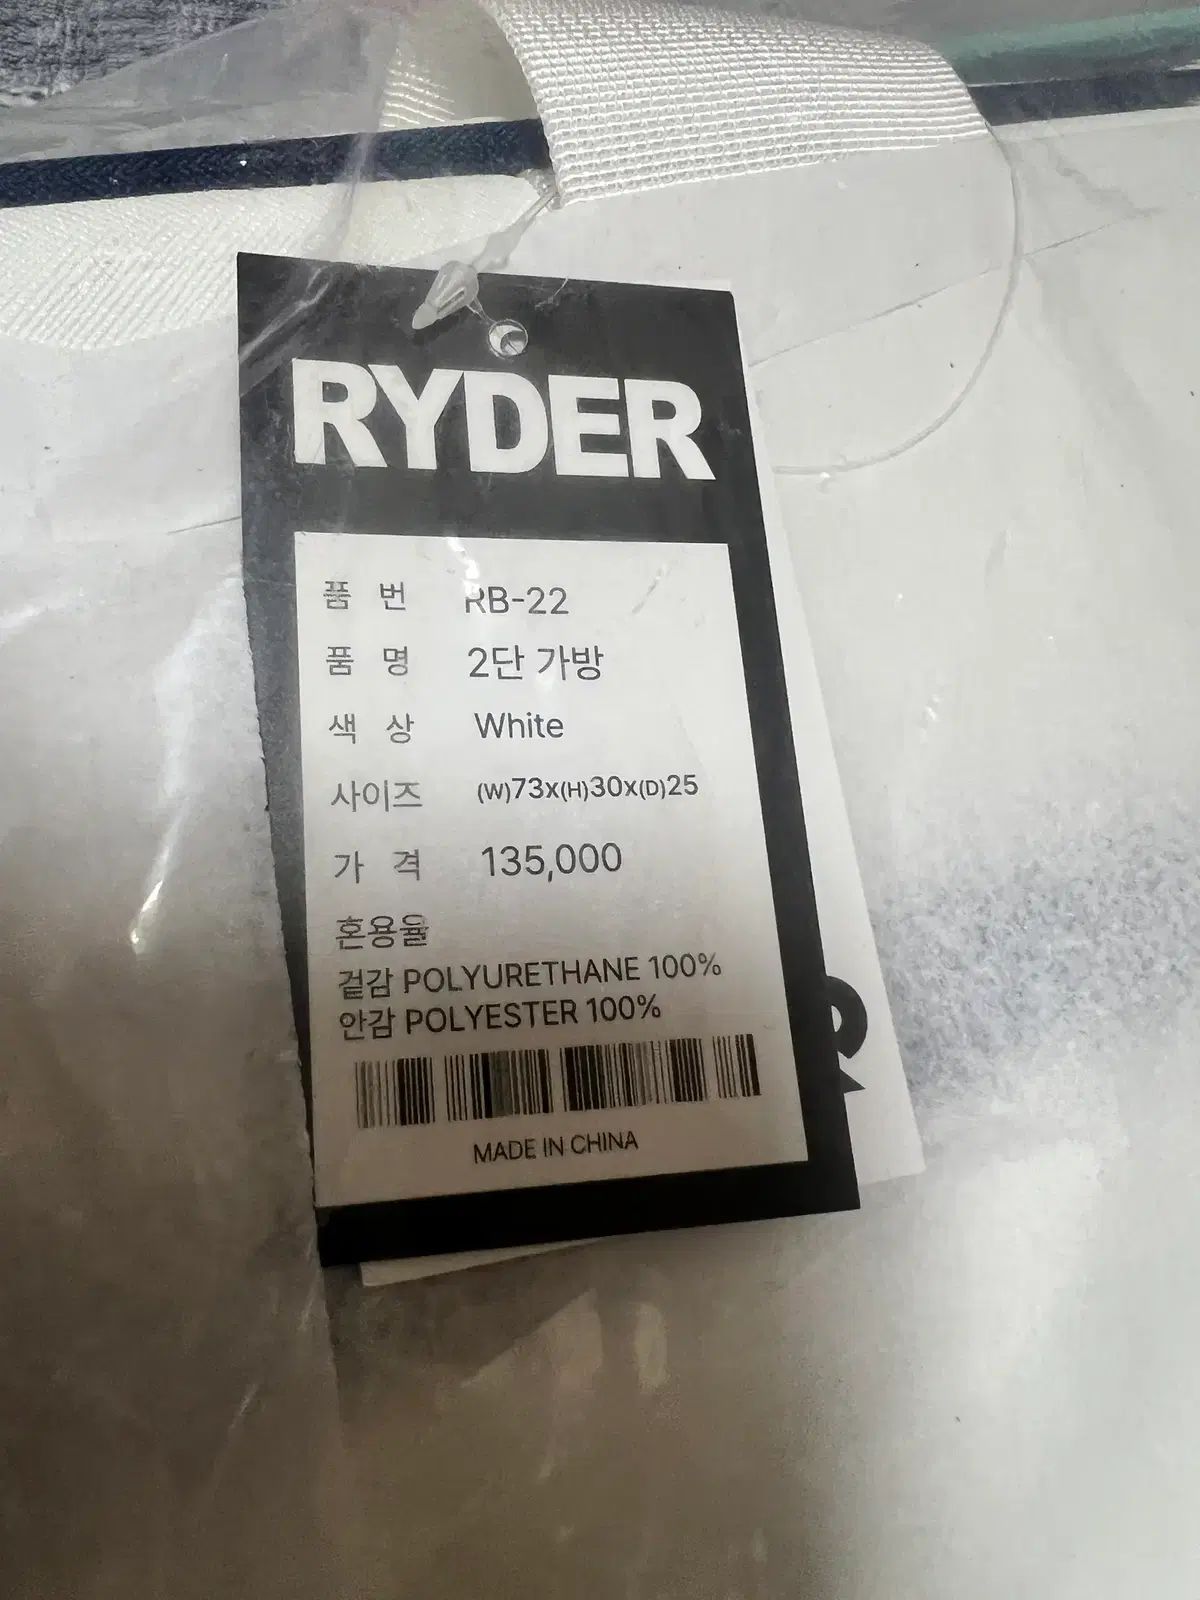 RYDER
품 번 RB-22
품 명 2단 가방
색 상 White
사이즈 (W)73x(H)30x(D)25
가 격 135,000
혼용율
겉감 POLYURETHANE 100%
안감 POLYESTER 100%
MADE IN CHINA